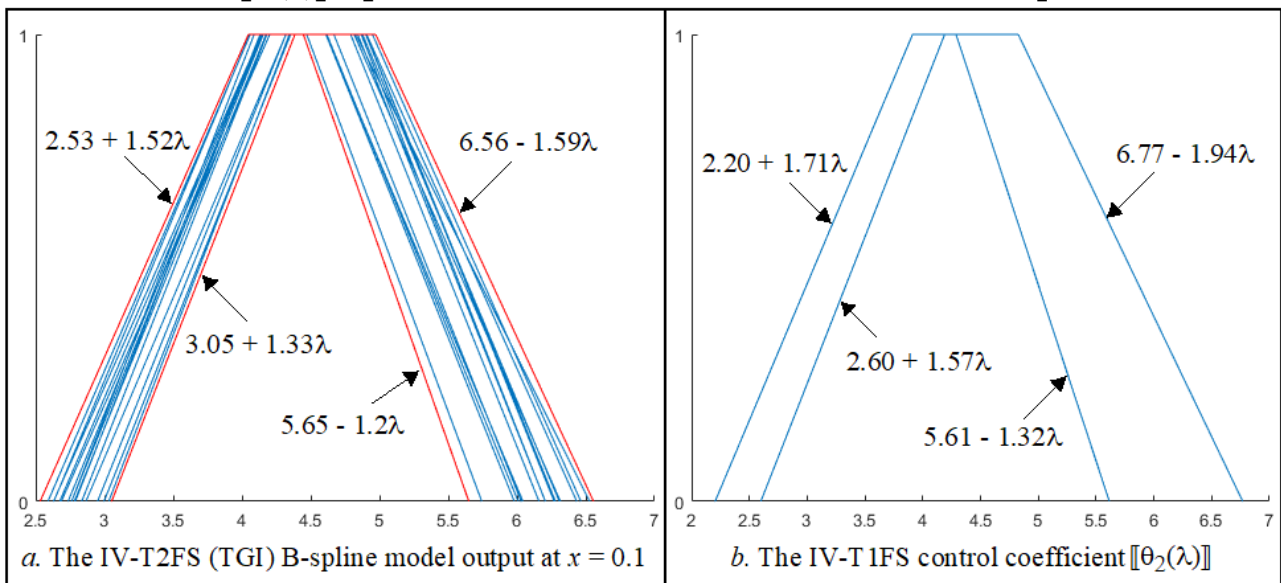 1
2.53 + 1.52λ
6.56 - 1.59λ
3.05 + 1.33λ
5.65 - 1.2λ
0
2.5 3 3.5 4 4.5 5 5.5 6 6.5 7
a. The IV-T2FS (TGI) B-spline model output at x = 0.1
1
2.20 + 1.71λ
6.77 - 1.94λ
2.60 + 1.57λ
5.61 - 1.32λ
0
2 2.5 3 3.5 4 4.5 5 5.5 6 6.5 7
b. The IV-T1FS control coefficient ⟦θ₂(λ)⟧